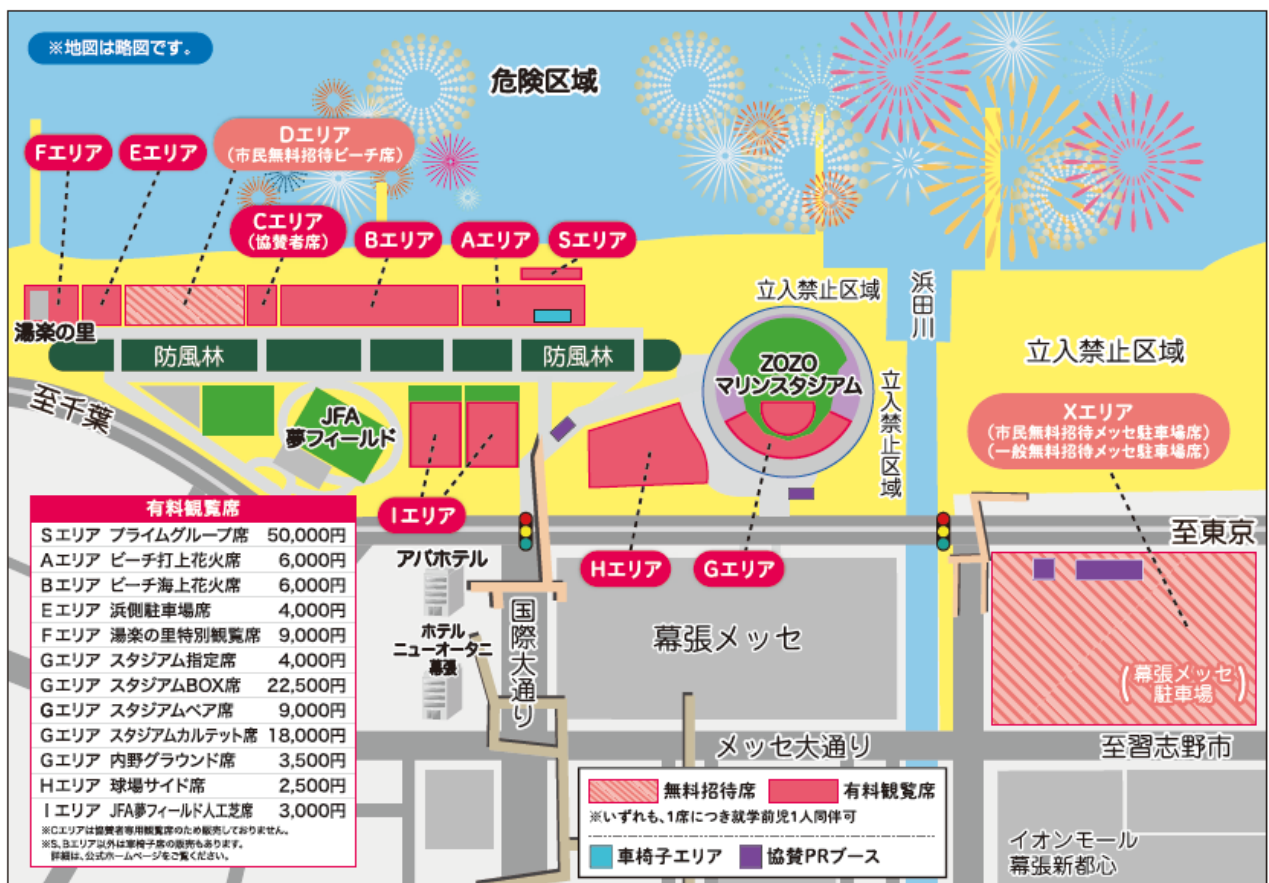 ※地図は略図です。
危険区域
Fエリア
Eエリア
Dエリア
(市民無料招待ビーチ席)
Cエリア
(協賛者席)
Bエリア
Aエリア
Sエリア
湯楽の里
防風林
防風林
立入禁止区域
浜田川
ZOZO
マリンスタジアム
立入禁止区域
立入禁止区域
至千葉
JFA
夢フィールド
Xエリア
(市民無料招待メッセ駐車場席)
(一般無料招待メッセ駐車場席)
Iエリア
Hエリア
Gエリア
至東京
アパホテル
ホテル
ニューオータニ
幕張
国際大通り
幕張メッセ
(幕張メッセ
駐車場)
メッセ大通り
至習志野市
イオンモール
幕張新都心
有料観覧席
Sエリア プライムグループ席 50,000円
Aエリア ビーチ打上花火席 6,000円
Bエリア ビーチ海上花火席 6,000円
Eエリア 浜側駐車場席 4,000円
Fエリア 湯楽の里特別観覧席 9,000円
Gエリア スタジアム指定席 4,000円
Gエリア スタジアムBOX席 22,500円
Gエリア スタジアムペア席 9,000円
Gエリア スタジアムカルテット席 18,000円
Gエリア 内野グラウンド席 3,500円
Hエリア 球場サイド席 2,500円
Iエリア JFA夢フィールド人工芝席 3,000円
※Cエリアは協賛者専用観覧席のため販売しておりません。
※S、Bエリア以外は車椅子席の販売もあります。
詳細は、公式ホームページをご覧ください。
無料招待席 有料観覧席
※いずれも、1席につき就学前児1人同伴可
車椅子エリア 協賛PRブース